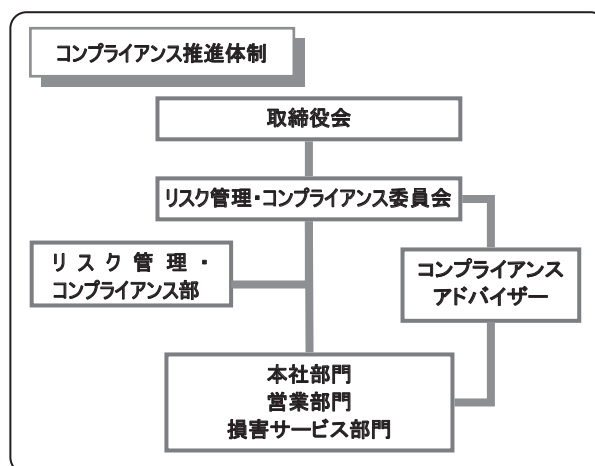 コンプライアンス推進体制
取締役会
リスク管理・コンプライアンス委員会
リスク管理・
コンプライアンス部
コンプライアンス
アドバイザー
本社部門
営業部門
損害サービス部門